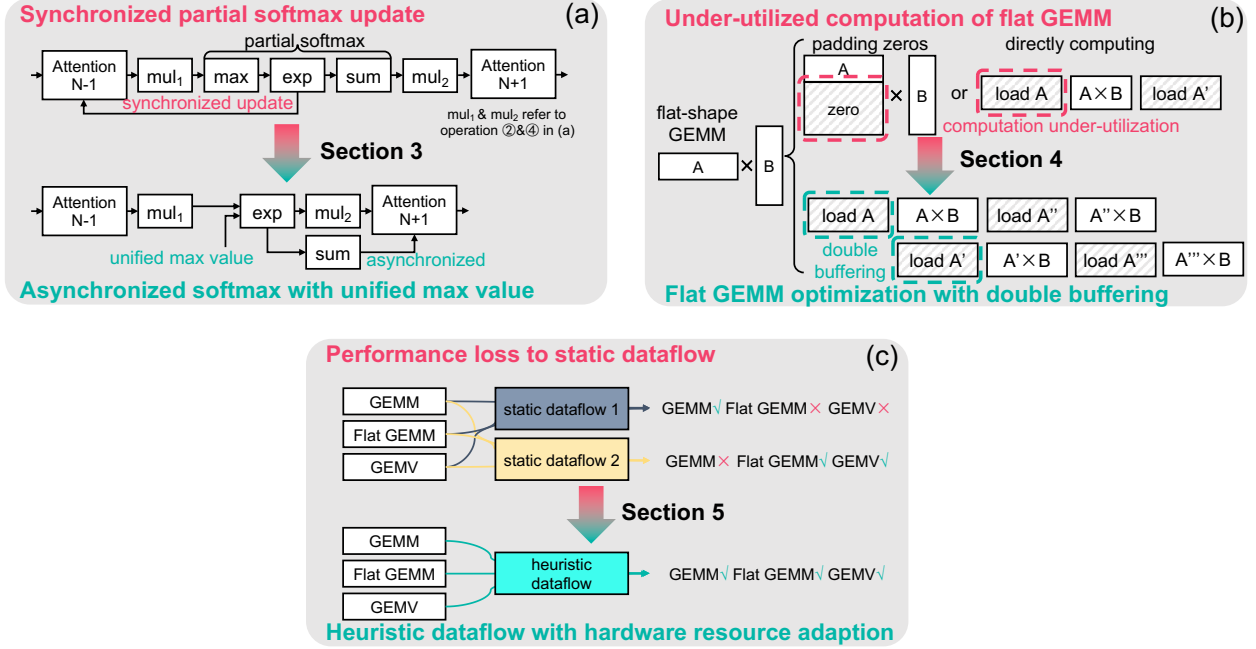 Synchronized partial softmax update
(a)
partial softmax
Attention
N-1
mul₁
max
exp
sum
mul₂
Attention
N+1
synchronized update
mul₁ & mul₂ refer to
operation ②&④ in (a)
Section 3
Attention
N-1
mul₁
exp
mul₂
Attention
N+1
unified max value
sum
asynchronized
Asynchronized softmax with unified max value
Under-utilized computation of flat GEMM
(b)
padding zeros
directly computing
A
zero
×
B
or
load A
A×B
load A'
computation under-utilization
flat-shape
GEMM
A
×
B
Section 4
load A
A×B
load A''
A''×B
double
buffering
load A'
A'×B
load A'''
A'''×B
Flat GEMM optimization with double buffering
Performance loss to static dataflow
(c)
GEMM
Flat GEMM
GEMV
static dataflow 1
static dataflow 2
GEMM√ Flat GEMM× GEMV×
GEMM× Flat GEMM√ GEMV√
Section 5
GEMM
Flat GEMM
GEMV
heuristic
dataflow
GEMM√ Flat GEMM√ GEMV√
Heuristic dataflow with hardware resource adaption